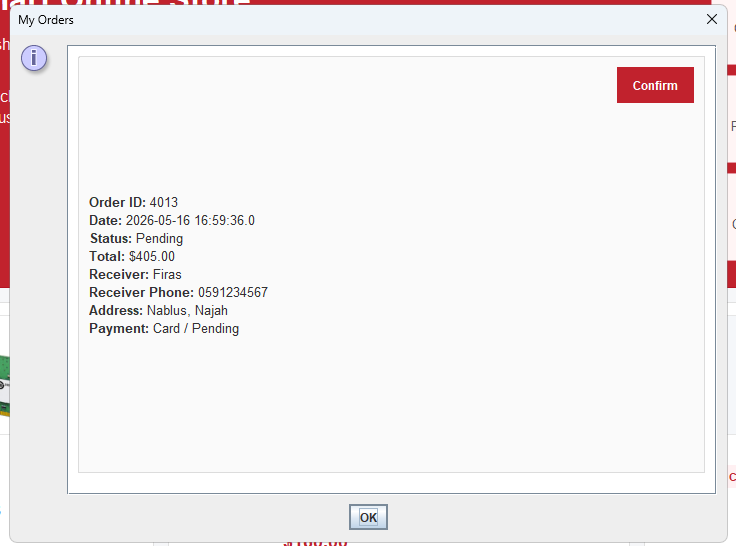 My Orders
Confirm
Order ID: 4013
Date: 2026-05-16 16:59:36.0
Status: Pending
Total: $405.00
Receiver: Firas
Receiver Phone: 0591234567
Address: Nablus, Najah
Payment: Card / Pending
OK